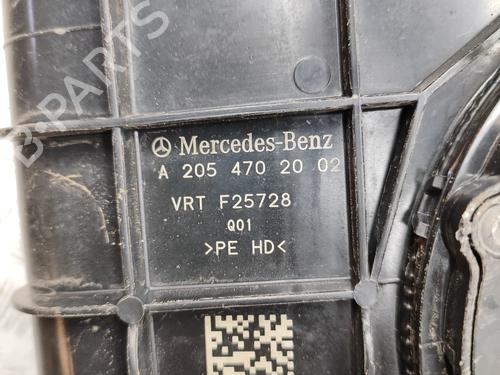 B-PARTS
Mercedes-Benz
A 205 470 20 02
VRT F25728
Q01
>PE HD<